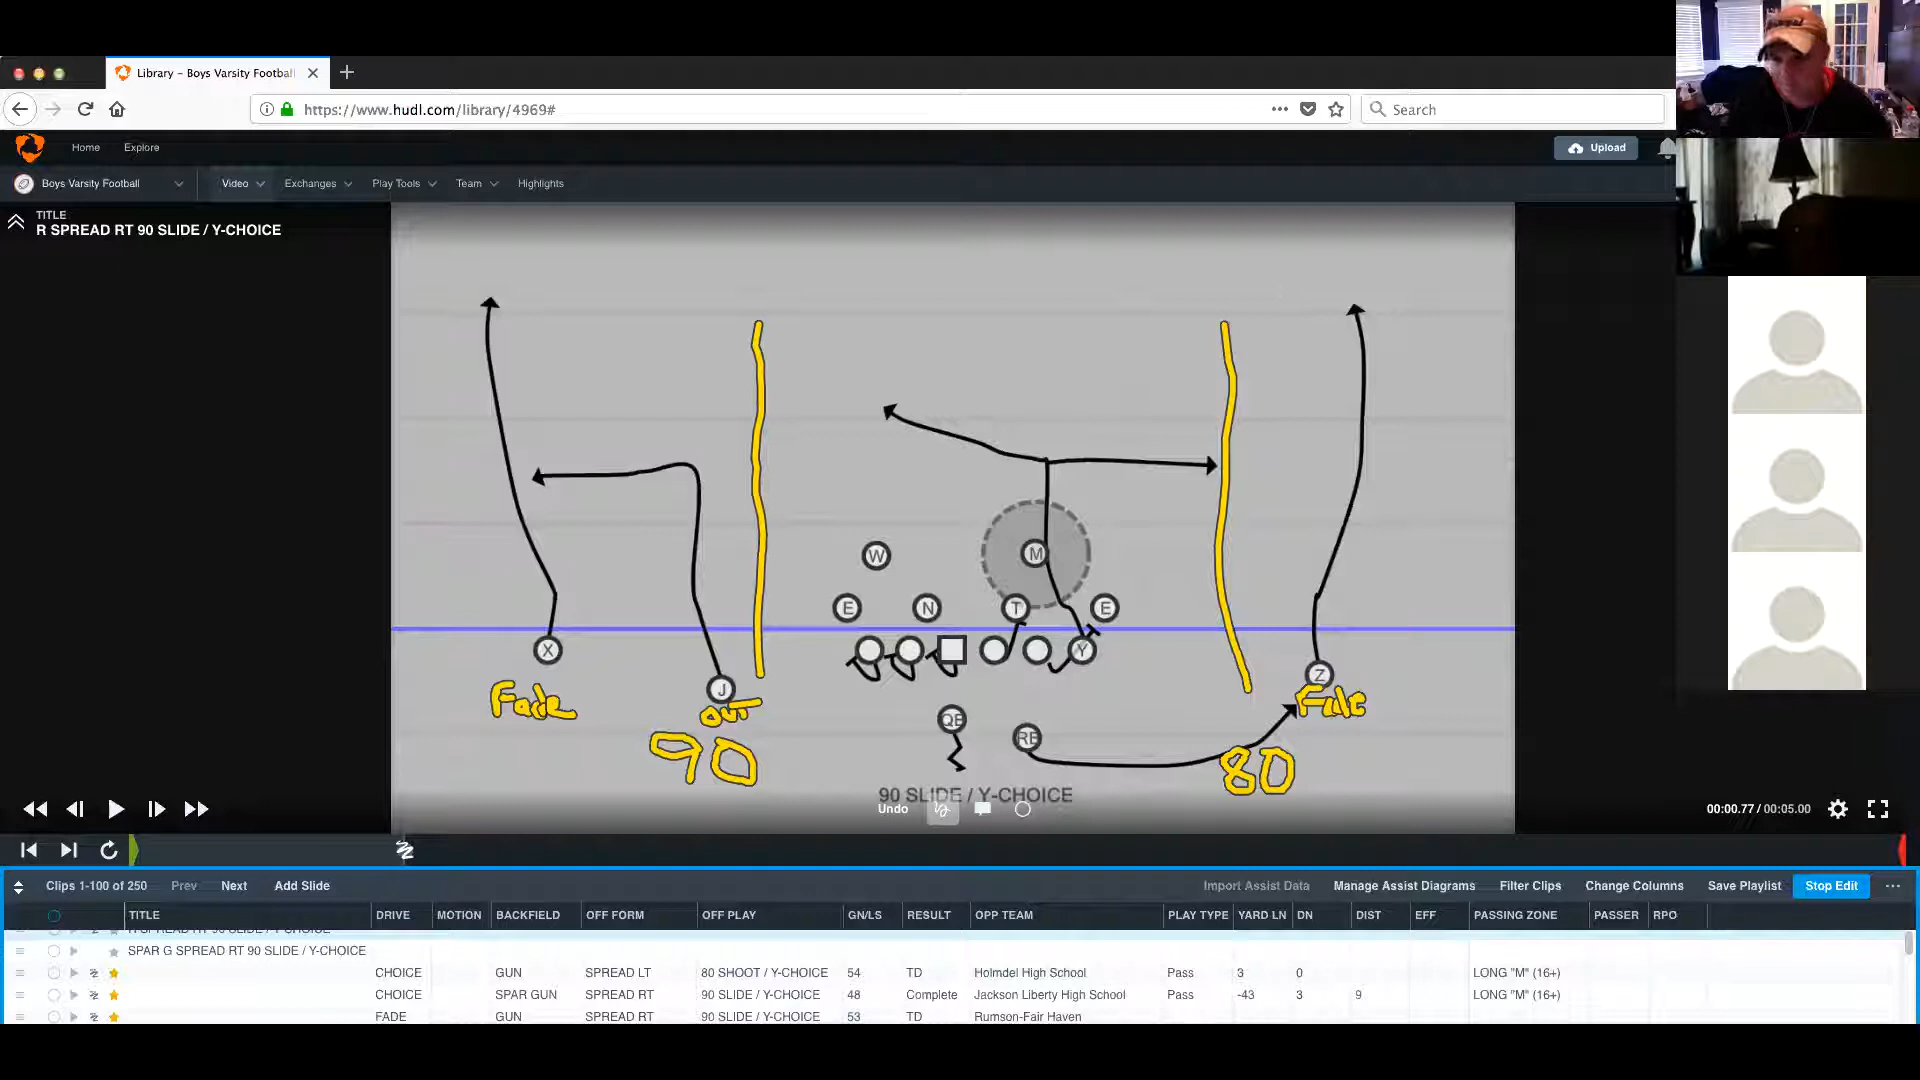 Library – Boys Varsity Football
https://www.hudl.com/library/4969#
Search
Home
Explore
Upload
Boys Varsity Football
Video
Exchanges
Play Tools
Team
Highlights
TITLE
R SPREAD RT 90 SLIDE / Y-CHOICE
W
M
E
N
T
E
X
Y
J
Z
Fade
out
Fade
QB
RB
90
80
90 SLIDE / Y-CHOICE
Undo
00:00.77 / 00:05.00
Clips 1-100 of 250
Prev
Next
Add Slide
Import Assist Data
Manage Assist Diagrams
Filter Clips
Change Columns
Save Playlist
Stop Edit
TITLE DRIVE MOTION BACKFIELD OFF FORM OFF PLAY GN/LS RESULT OPP TEAM PLAY TYPE YARD LN DN DIST EFF PASSING ZONE PASSER RPO
R SPREAD RT 90 SLIDE / Y-CHOICE
SPAR G SPREAD RT 90 SLIDE / Y-CHOICE
CHOICE GUN SPREAD LT 80 SHOOT / Y-CHOICE 54 TD Holmdel High School Pass 3 0 LONG "M" (16+)
CHOICE SPAR GUN SPREAD RT 90 SLIDE / Y-CHOICE 48 Complete Jackson Liberty High School Pass -43 3 9 LONG "M" (16+)
FADE GUN SPREAD RT 90 SLIDE / Y-CHOICE 53 TD Rumson-Fair Haven